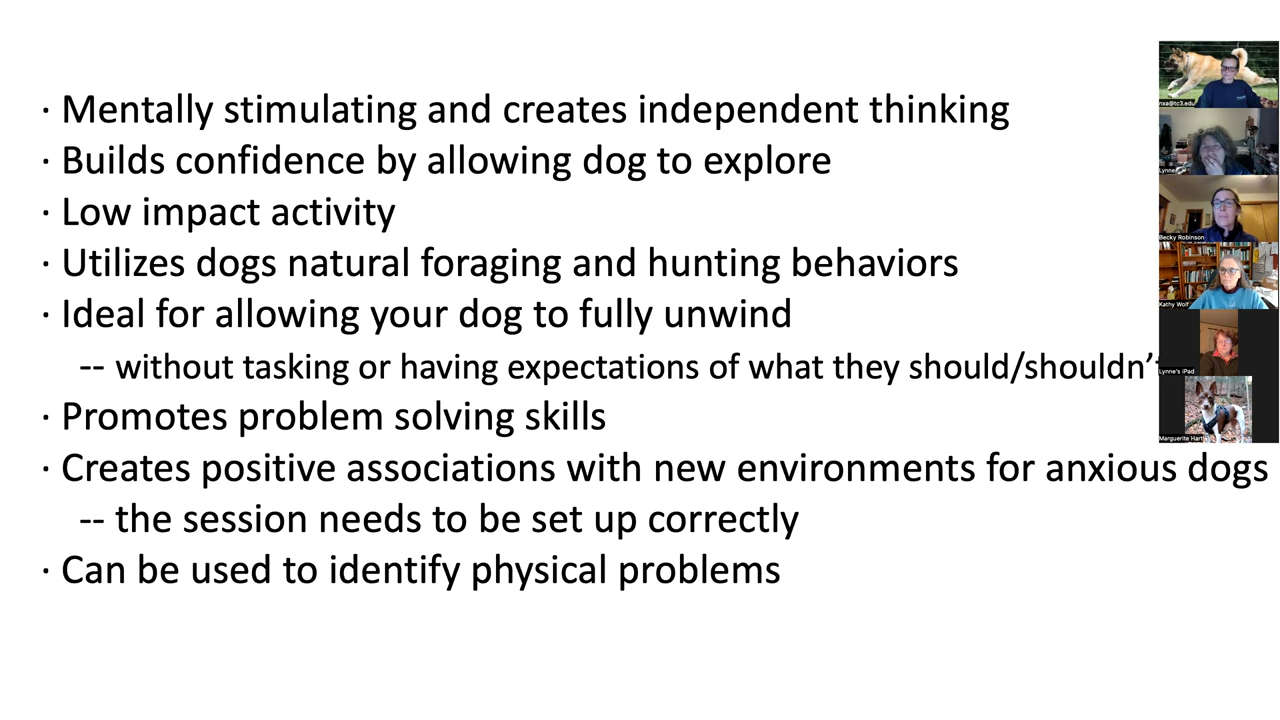 · Mentally stimulating and creates independent thinking
· Builds confidence by allowing dog to explore
· Low impact activity
· Utilizes dogs natural foraging and hunting behaviors
· Ideal for allowing your dog to fully unwind
-- without tasking or having expectations of what they should/shouldn’
· Promotes problem solving skills
· Creates positive associations with new environments for anxious dogs
-- the session needs to be set up correctly
· Can be used to identify physical problems
nxa@tc3.edu
Lynne
Becky Robinson
Kathy Wolf
Lynne's iPad
Marguerite Hart